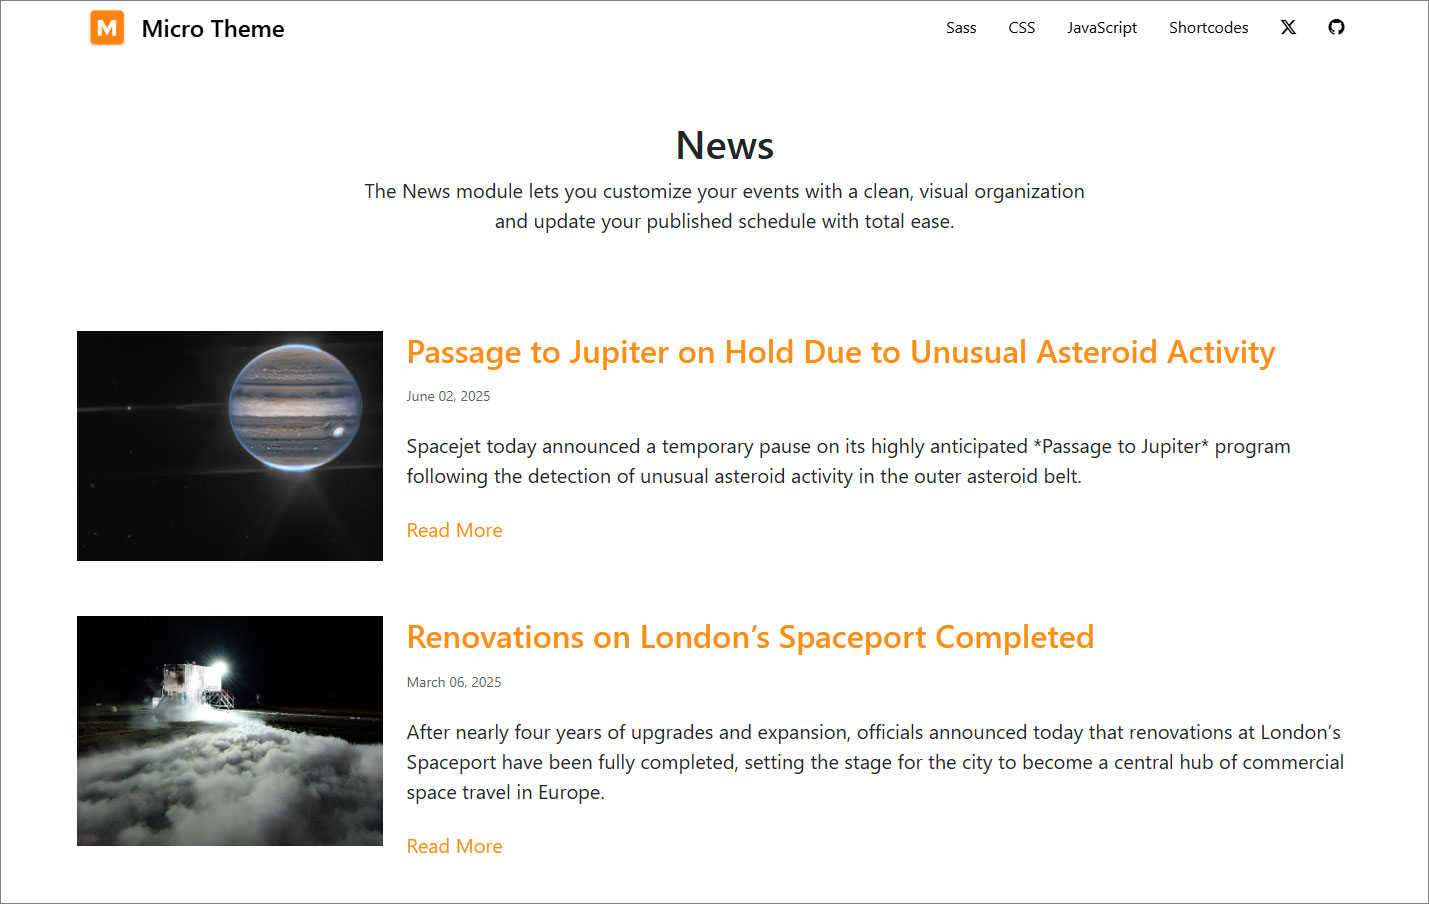 M Micro Theme Sass CSS JavaScript Shortcodes X
News
The News module lets you customize your events with a clean, visual organization
and update your published schedule with total ease.
Passage to Jupiter on Hold Due to Unusual Asteroid Activity
June 02, 2025
Spacejet today announced a temporary pause on its highly anticipated *Passage to Jupiter* program
following the detection of unusual asteroid activity in the outer asteroid belt.
Read More
Renovations on London’s Spaceport Completed
March 06, 2025
After nearly four years of upgrades and expansion, officials announced today that renovations at London’s
Spaceport have been fully completed, setting the stage for the city to become a central hub of commercial
space travel in Europe.
Read More